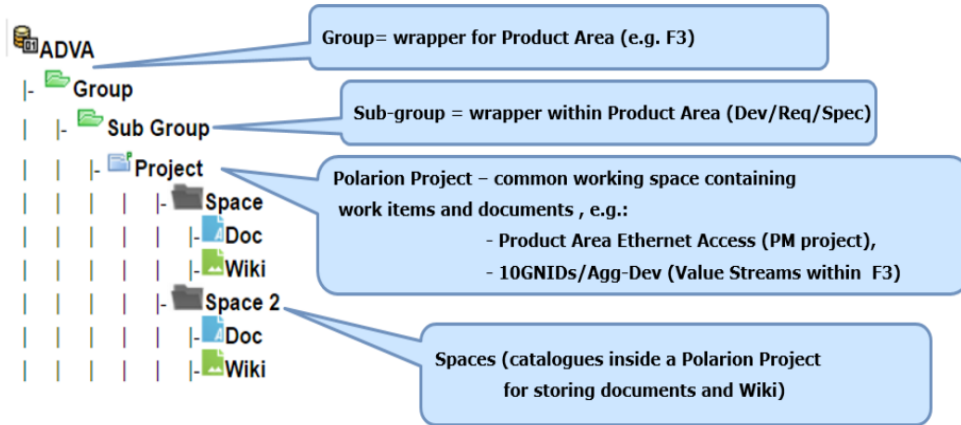 ADVA
Group= wrapper for Product Area (e.g. F3)
|- Group
| |- Sub Group
Sub-group = wrapper within Product Area (Dev/Req/Spec)
| | |- Project
Polarion Project – common working space containing
work items and documents , e.g.:
- Product Area Ethernet Access (PM project),
- 10GNIDs/Agg-Dev (Value Streams within F3)
| | | | |- Space
| | | | | |- Doc
| | | | | |- Wiki
| | | | |- Space 2
| | | | | |- Doc
| | | | | |- Wiki
Spaces (catalogues inside a Polarion Project
for storing documents and Wiki)